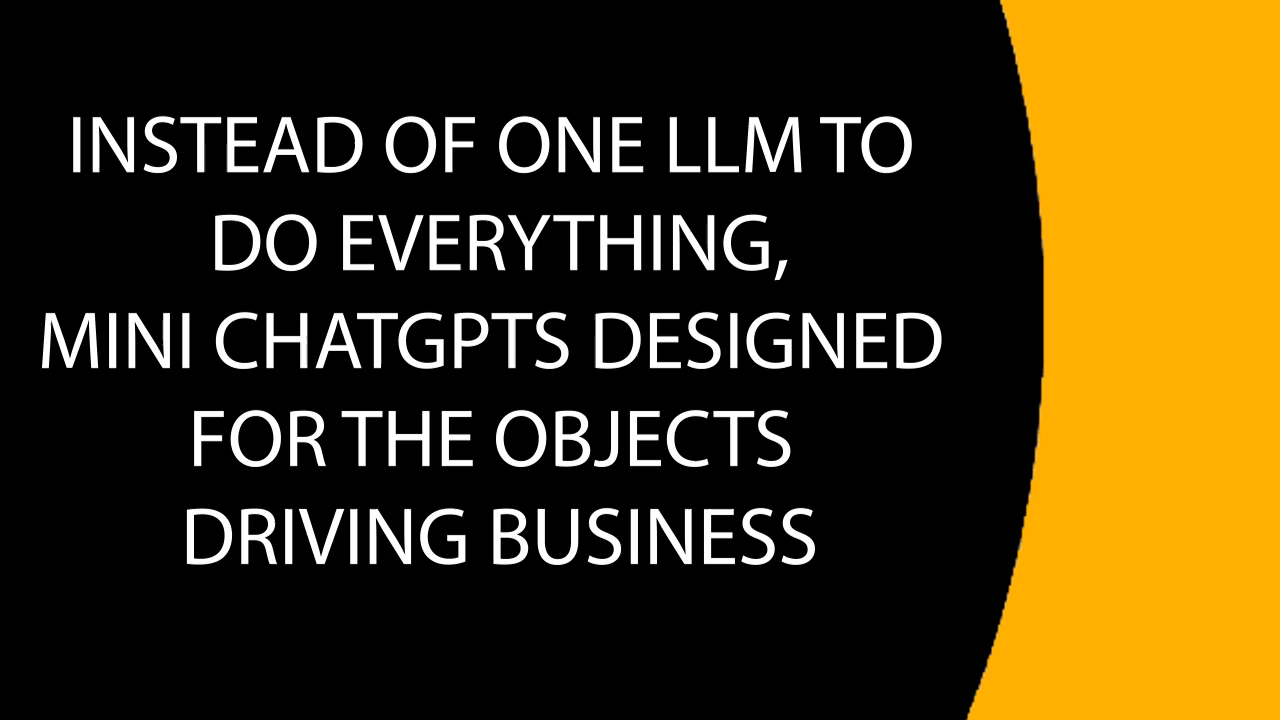 INSTEAD OF ONE LLM TO
DO EVERYTHING,
MINI CHATGPTS DESIGNED
FOR THE OBJECTS
DRIVING BUSINESS